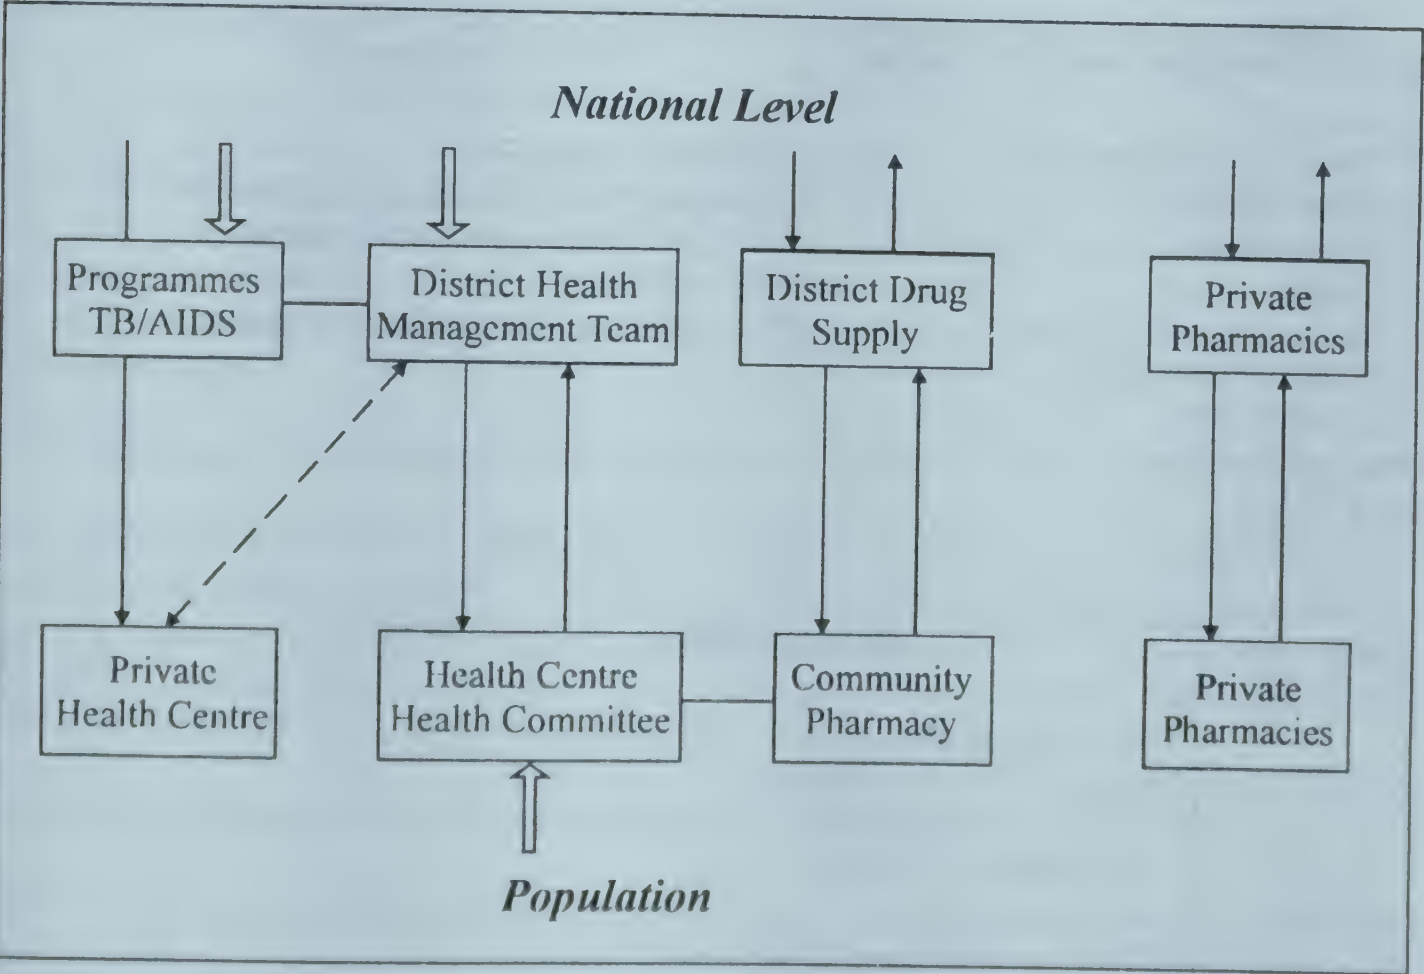 National Level
Programmes
TB/AIDS
District Health
Management Team
District Drug
Supply
Private
Pharmacies
Private
Health Centre
Health Centre
Health Committee
Community
Pharmacy
Private
Pharmacies
Population